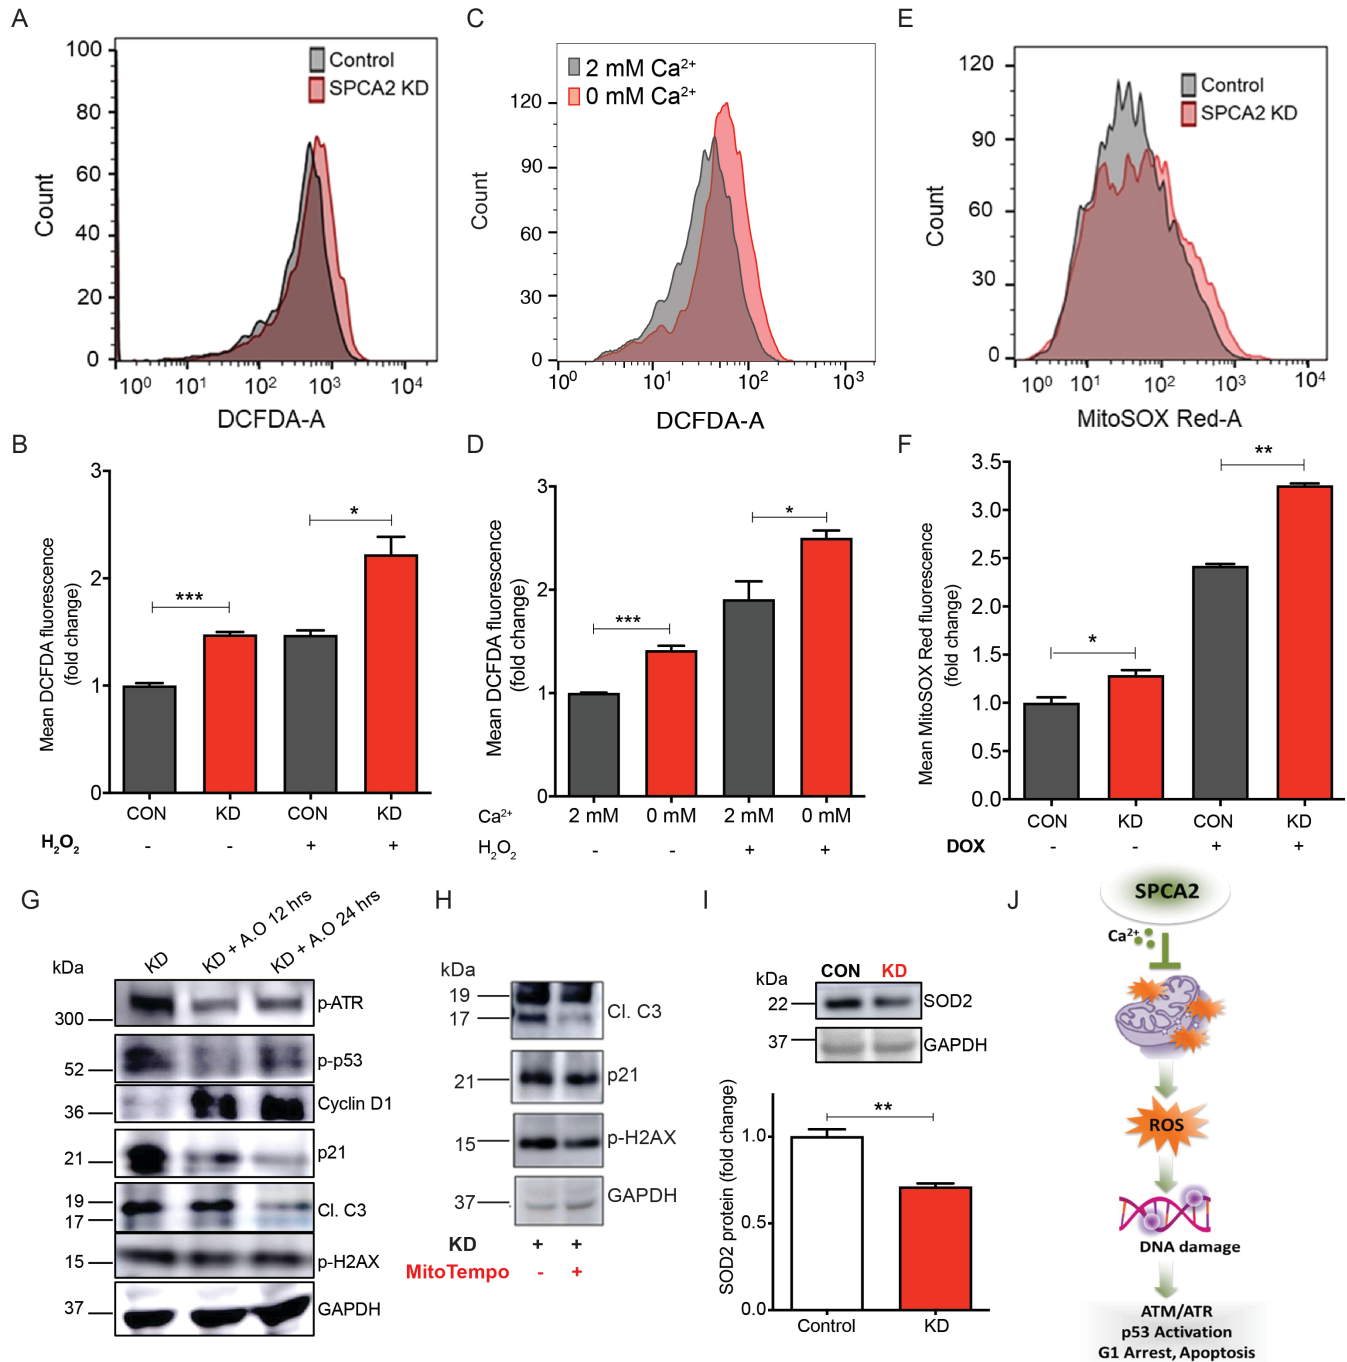 A
100
80
60
40
20
0
Count
Control
SPCA2 KD
10⁰ 10¹ 10² 10³ 10⁴
DCFDA-A
C
2 mM Ca²⁺
0 mM Ca²⁺
120
90
60
30
0
Count
10⁰ 10¹ 10² 10³
DCFDA-A
E
120
90
60
30
0
Count
Control
SPCA2 KD
10⁰ 10¹ 10² 10³ 10⁴
MitoSOX Red-A
B
3
2
1
0
Mean DCFDA fluorescence
(fold change)
***
*
CON KD CON KD
H₂O₂ - - + +
D
3
2
1
0
Mean DCFDA fluorescence
(fold change)
***
*
Ca²⁺ 2 mM 0 mM 2 mM 0 mM
H₂O₂ - - + +
F
3.5
3.0
2.5
2.0
1.5
1.0
0.5
0.0
Mean MitoSOX Red fluorescence
(fold change)
*
**
CON KD CON KD
DOX - - + +
G
kDa
KD
KD + A.O 12 hrs
KD + A.O 24 hrs
p-ATR
300
p-p53
52
Cyclin D1
36
p21
21
19
Cl. C3
17
p-H2AX
15
37
GAPDH
H
kDa
19
17
Cl. C3
p21
21
p-H2AX
15
GAPDH
37
KD + +
MitoTempo - +
I
kDa
CON KD
22
SOD2
37
GAPDH
SOD2 protein (fold change)
1.0
0.5
0.0
**
Control KD
J
SPCA2
Ca²⁺
ROS
DNA damage
ATM/ATR
p53 Activation
G1 Arrest, Apoptosis